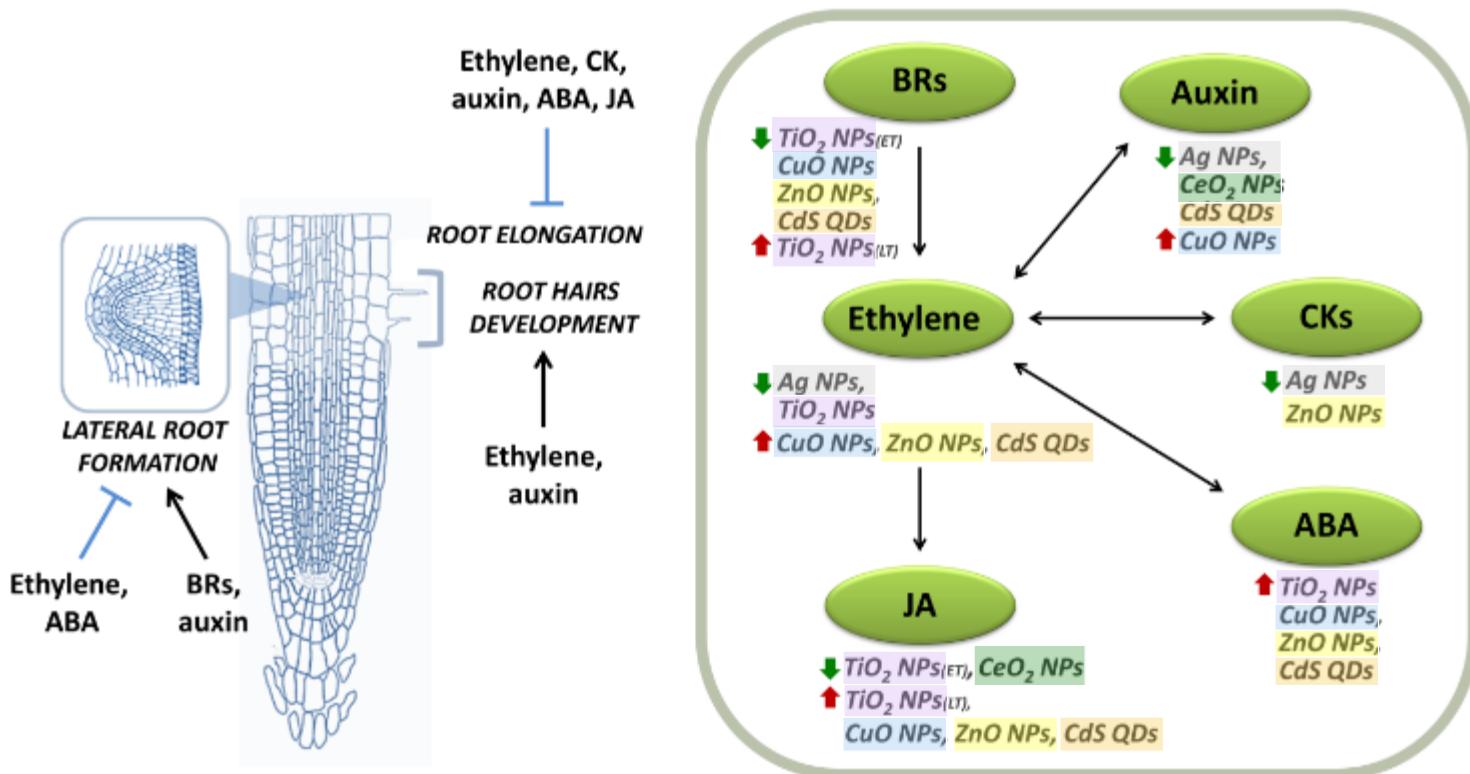 Ethylene, CK,
auxin, ABA, JA
ROOT ELONGATION
ROOT HAIRS
DEVELOPMENT
Ethylene,
auxin
LATERAL ROOT
FORMATION
Ethylene,
ABA
BRs,
auxin
BRs
TiO₂ NPs(ET)
CuO NPs
ZnO NPs,
CdS QDs
TiO₂ NPs(LT)
Auxin
Ag NPs,
CeO₂ NPs
CdS QDs
CuO NPs
Ethylene
Ag NPs,
TiO₂ NPs
CuO NPs, ZnO NPs, CdS QDs
CKs
Ag NPs
ZnO NPs
ABA
TiO₂ NPs
CuO NPs,
ZnO NPs,
CdS QDs
JA
TiO₂ NPs(ET), CeO₂ NPs
TiO₂ NPs(LT),
CuO NPs, ZnO NPs, CdS QDs